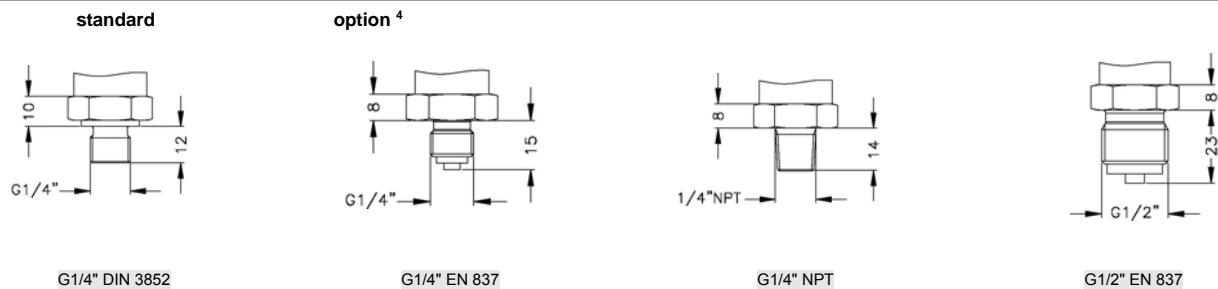 standard
option ⁴
10
12
G1/4"
8
15
G1/4"
8
14
1/4"NPT
8
23
G1/2"
G1/4" DIN 3852
G1/4" EN 837
G1/4" NPT
G1/2" EN 837